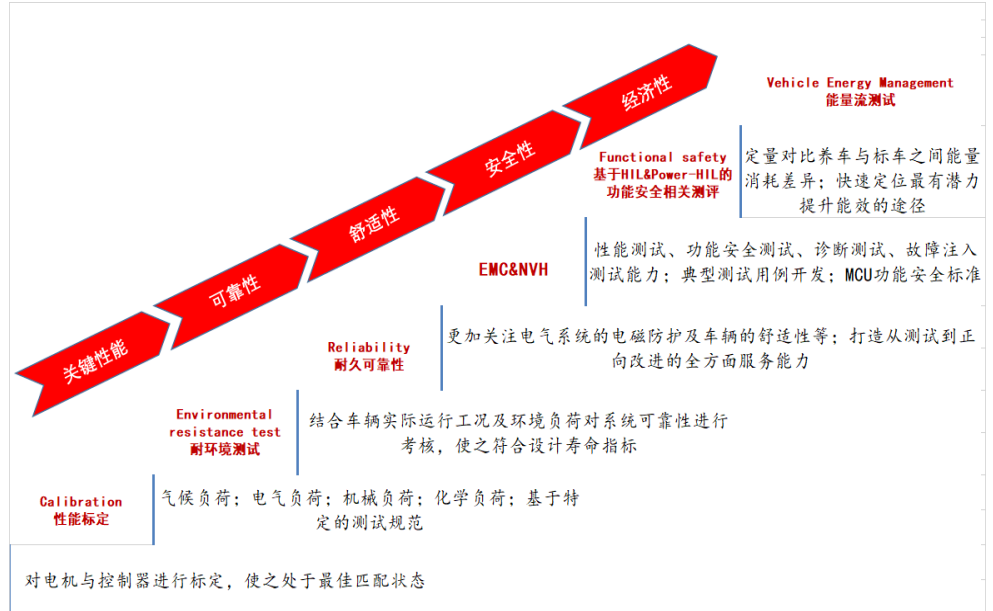 关键性能
可靠性
舒适性
安全性
经济性
Vehicle Energy Management
能量流测试
定量对比养车与标车之间能量
消耗差异；快速定位最有潜力
提升能效的途径
Functional safety
基于HIL&Power-HIL的
功能安全相关测评
性能测试、功能安全测试、诊断测试、故障注入
测试能力；典型测试用例开发；MCU功能安全标准
EMC&NVH
更加关注电气系统的电磁防护及车辆的舒适性等；打造从测试到正
向改进的全方面服务能力
Reliability
耐久可靠性
结合车辆实际运行工况及环境负荷对系统可靠性进行
考核，使之符合设计寿命指标
Environmental
resistance test
耐环境测试
气候负荷；电气负荷；机械负荷；化学负荷；基于特
定的测试规范
Calibration
性能标定
对电机与控制器进行标定，使之处于最佳匹配状态